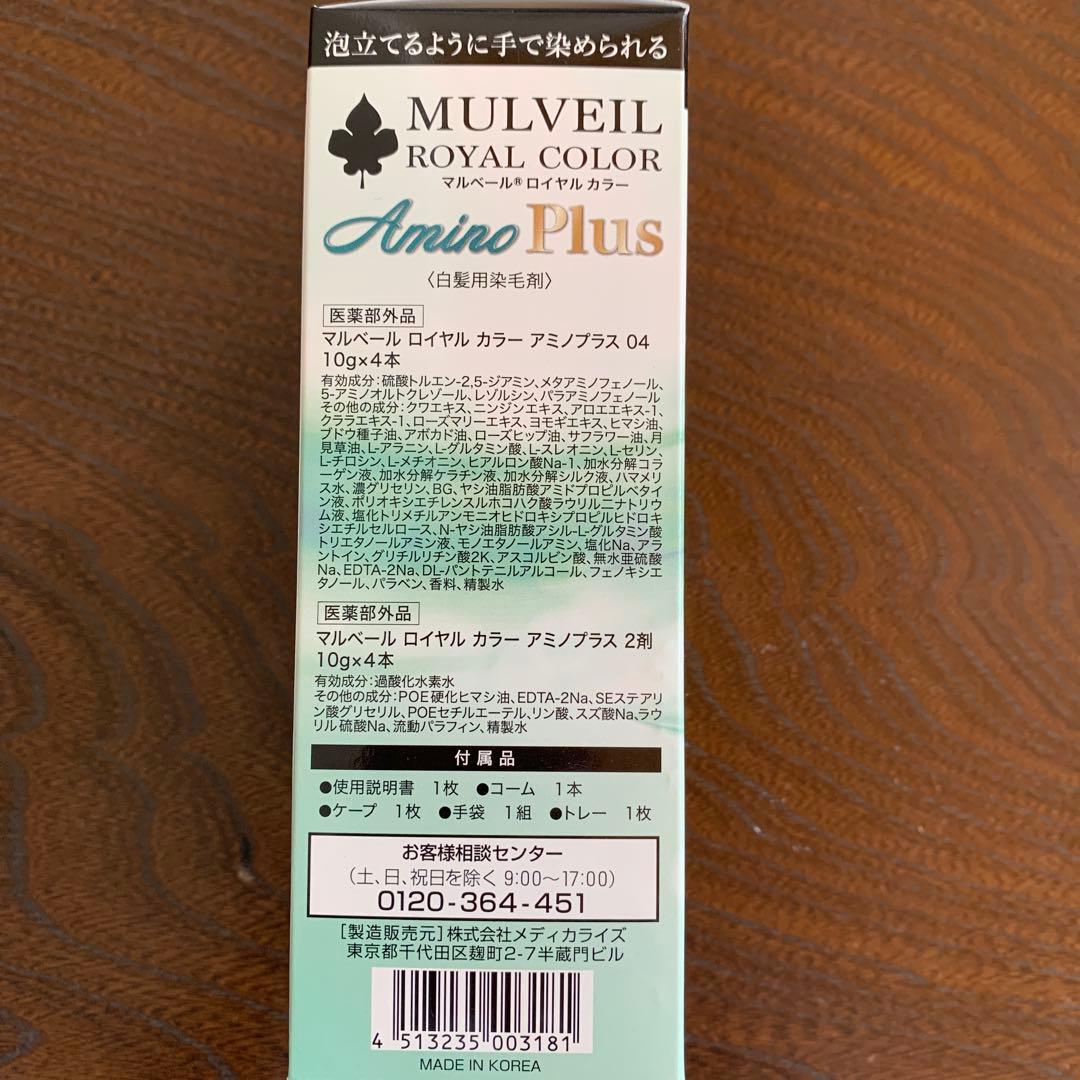 泡立てるように手で染められる
MULVEIL
ROYAL COLOR
マルベール®ロイヤル カラー
Amino Plus
〈白髪用染毛剤〉
医薬部外品
マルベール ロイヤル カラー アミノプラス 04
10g×4本
有効成分:硫酸トルエン-2,5-ジアミン、メタアミノフェノール、
5-アミノオルトクレゾール、レゾルシン、パラアミノフェノール
その他の成分:クワエキス、ニンジンエキス、アロエエキス-1、
クララエキス-1、ローズマリーエキス、ヨモギエキス、ヒマシ油、
ブドウ種子油、アボカド油、ローズヒップ油、サフラワー油、月
見草油、L-アラニン、L-グルタミン酸、L-スレオニン、L-セリン、
L-チロシン、L-メチオニン、ヒアルロン酸Na-1、加水分解コラ
ーゲン液、加水分解ケラチン液、加水分解シルク液、ハマメリ
ス水、濃グリセリン、BG、ヤシ油脂肪酸アミドプロピルベタイ
ン液、ポリオキシエチレンスルホコハク酸ラウリル二ナトリウ
ム液、塩化トリメチルアンモニオヒドロキシプロピルヒドロキ
シエチルセルロース、N-ヤシ油脂肪酸アシル-L-グルタミン酸
トリエタノールアミン液、モノエタノールアミン、塩化Na、アラ
ントイン、グリチルリチン酸2K、アスコルビン酸、無水亜硫酸
Na、EDTA-2Na、DL-パントテニルアルコール、フェノキシエ
タノール、パラベン、香料、精製水
医薬部外品
マルベール ロイヤル カラー アミノプラス 2剤
10g×4本
有効成分:過酸化水素水
その他の成分:POE硬化ヒマシ油、EDTA-2Na、SEステアリ
ン酸グリセリル、POEセチルエーテル、リン酸、スズ酸Na、ラウ
リル硫酸Na、流動パラフィン、精製水
付属品
●使用説明書 1枚 ●コーム 1本
●ケープ 1枚 ●手袋 1組 ●トレー 1枚
お客様相談センター
(土、日、祝日を除く 9:00〜17:00)
0120-364-451
[製造販売元]株式会社メディカライズ
東京都千代田区麹町2-7半蔵門ビル
4 513235 003181
MADE IN KOREA